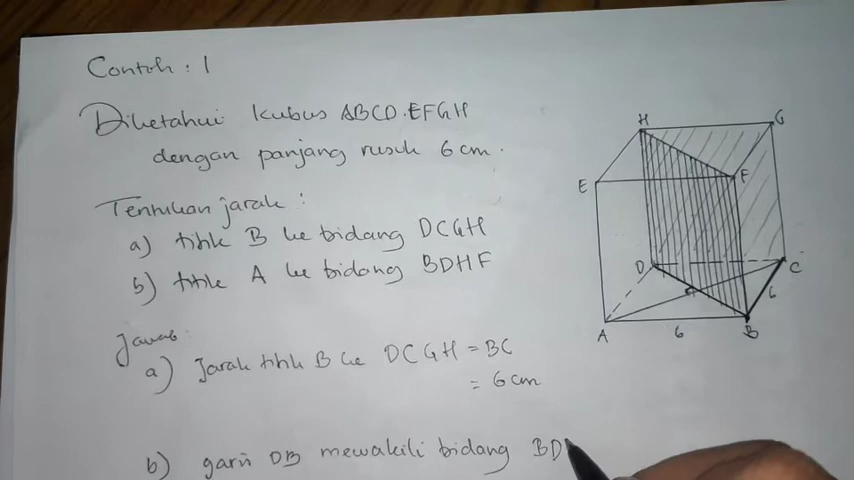 Contoh : 1
Diketahui kubus ABCD.EFGH
dengan panjang rusuk 6 cm.
Tentukan jarak :
a) titik B ke bidang DCGH
b) titik A ke bidang BDHF
Jawab :
a) Jarak titik B ke DCGH = BC
= 6 cm
b) garis DB mewakili bidang BD
H
G
E
F
D
C
6
A
6
B